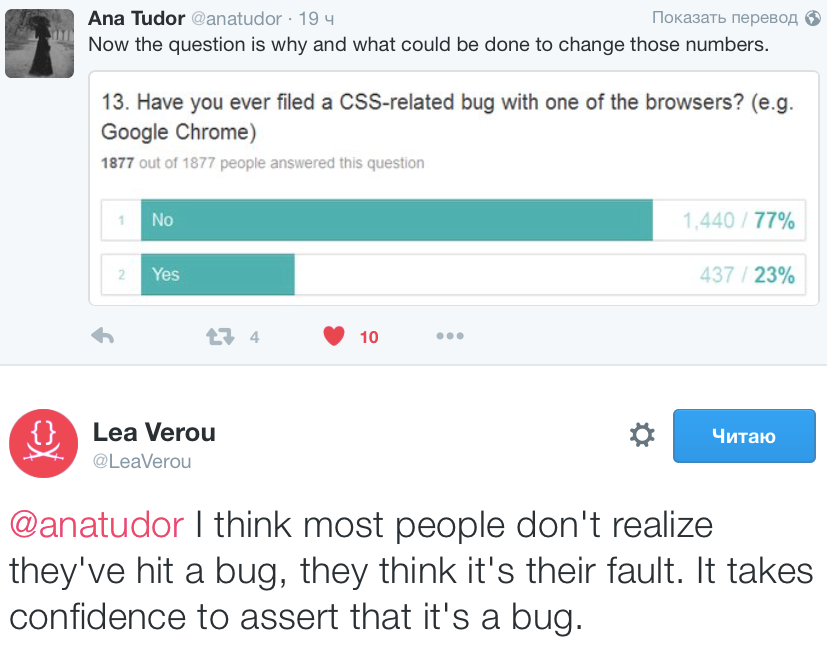 Ana Tudor @anatudor · 19 ч
Показать перевод
Now the question is why and what could be done to change those numbers.
13. Have you ever filed a CSS-related bug with one of the browsers? (e.g.
Google Chrome)
1877 out of 1877 people answered this question
1 No 1,440 / 77%
2 Yes 437 / 23%
4 10
{}
Lea Verou
@LeaVerou
Читаю
@anatudor I think most people don't realize
they've hit a bug, they think it's their fault. It takes
confidence to assert that it's a bug.